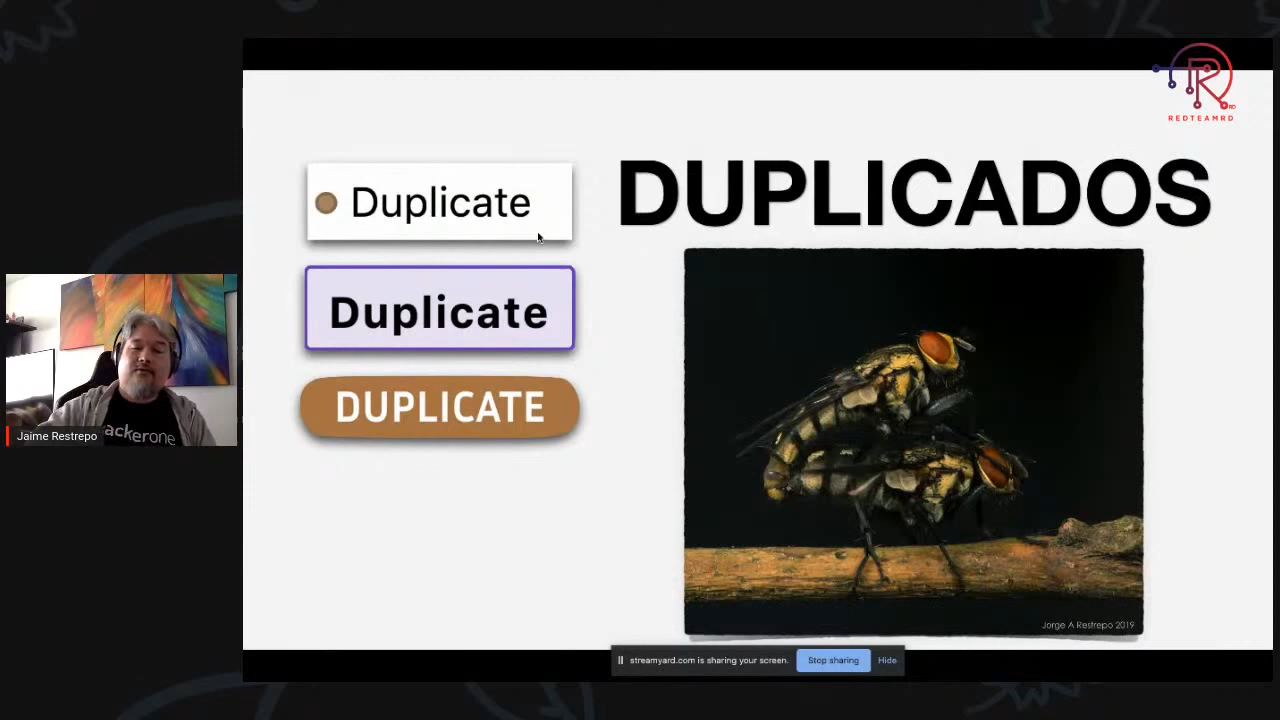 REDTEAMRD
Duplicate
DUPLICADOS
Duplicate
DUPLICATE
ackerone
Jaime Restrepo
Jorge A Restrepo 2019
streamyard.com is sharing your screen.
Stop sharing
Hide